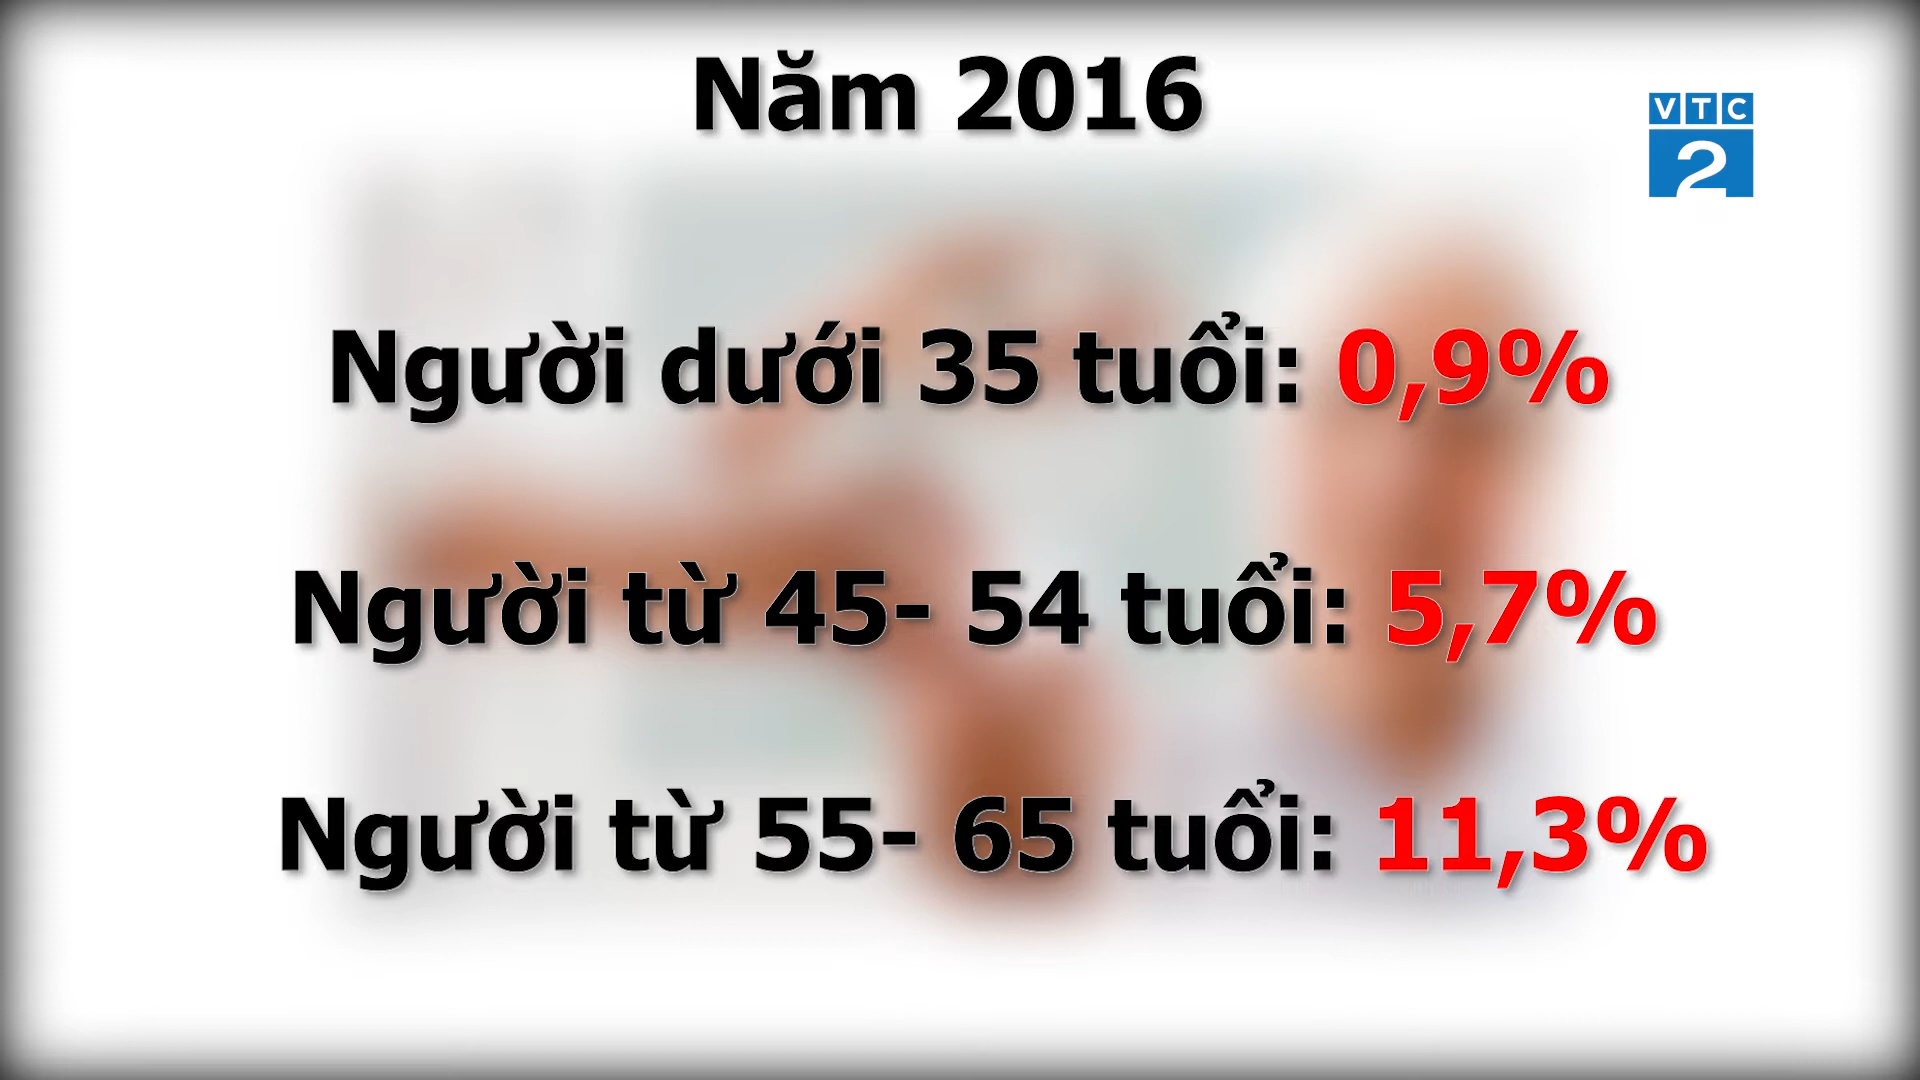 Năm 2016
VTC
2
Người dưới 35 tuổi: 0,9%
Người từ 45- 54 tuổi: 5,7%
Người từ 55- 65 tuổi: 11,3%